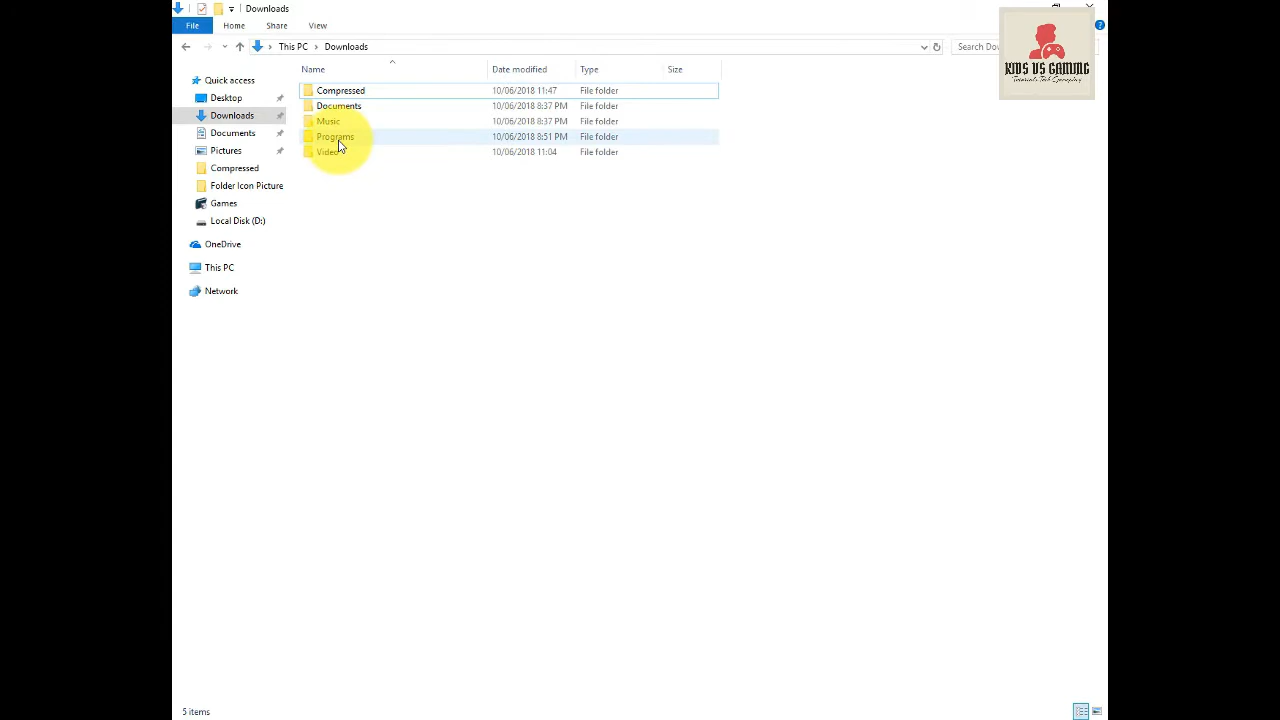 Downloads
File Home Share View
This PC Downloads
Name Date modified Type Size
Compressed 10/06/2018 11:47 File folder
Documents 10/06/2018 8:37 PM File folder
Music 10/06/2018 8:37 PM File folder
Programs 10/06/2018 8:51 PM File folder
10/06/2018 11:04 File folder
Quick access
Desktop
Downloads
Documents
Pictures
Compressed
Folder Icon Picture
Games
Local Disk (D:)
OneDrive
This PC
Network
5 items
Search
KIDS VS GAMING